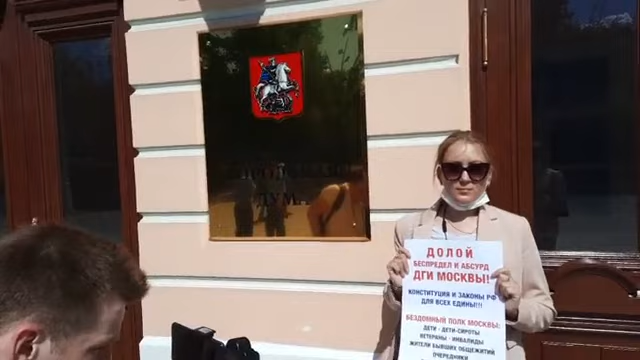 ДУМА
ДОЛОЙ
БЕСПРЕДЕЛ И АБСУРД
ДГИ МОСКВЫ!
КОНСТИТУЦИЯ И ЗАКОНЫ РФ
ДЛЯ ВСЕХ ЕДИНЫ!!!
БЕЗДОМНЫЙ ПОЛК МОСКВЫ:
ДЕТИ - ДЕТИ-СИРОТЫ
ВЕТЕРАНЫ - ИНВАЛИДЫ
ЖИТЕЛИ БЫВШИХ ОБЩЕЖИТИЙ
ОЧЕРЕДНИКИ